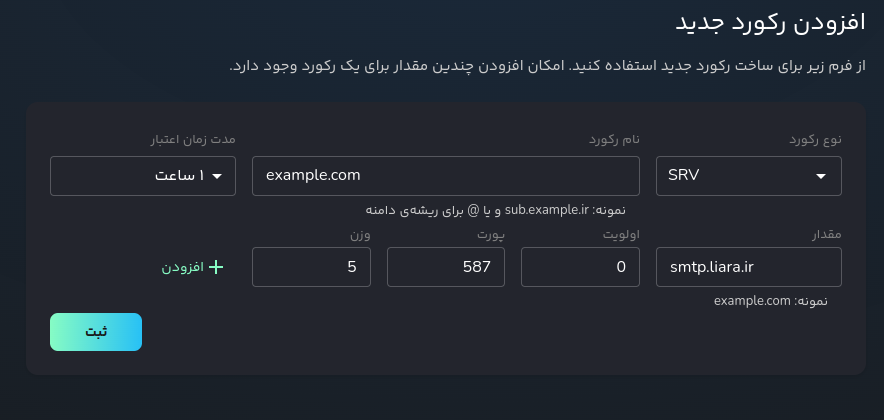 افزودن رکورد جدید
از فرم زیر برای ساخت رکورد جدید استفاده کنید. امکان افزودن چندین مقدار برای یک رکورد وجود دارد.
نوع رکورد
نام رکورد
مدت زمان اعتبار
SRV
example.com
۱ ساعت
نمونه: sub.example.ir و یا @ برای ریشه‌ی دامنه
مقدار
اولویت
پورت
وزن
smtp.liara.ir
0
587
5
افزودن
نمونه: example.com
ثبت